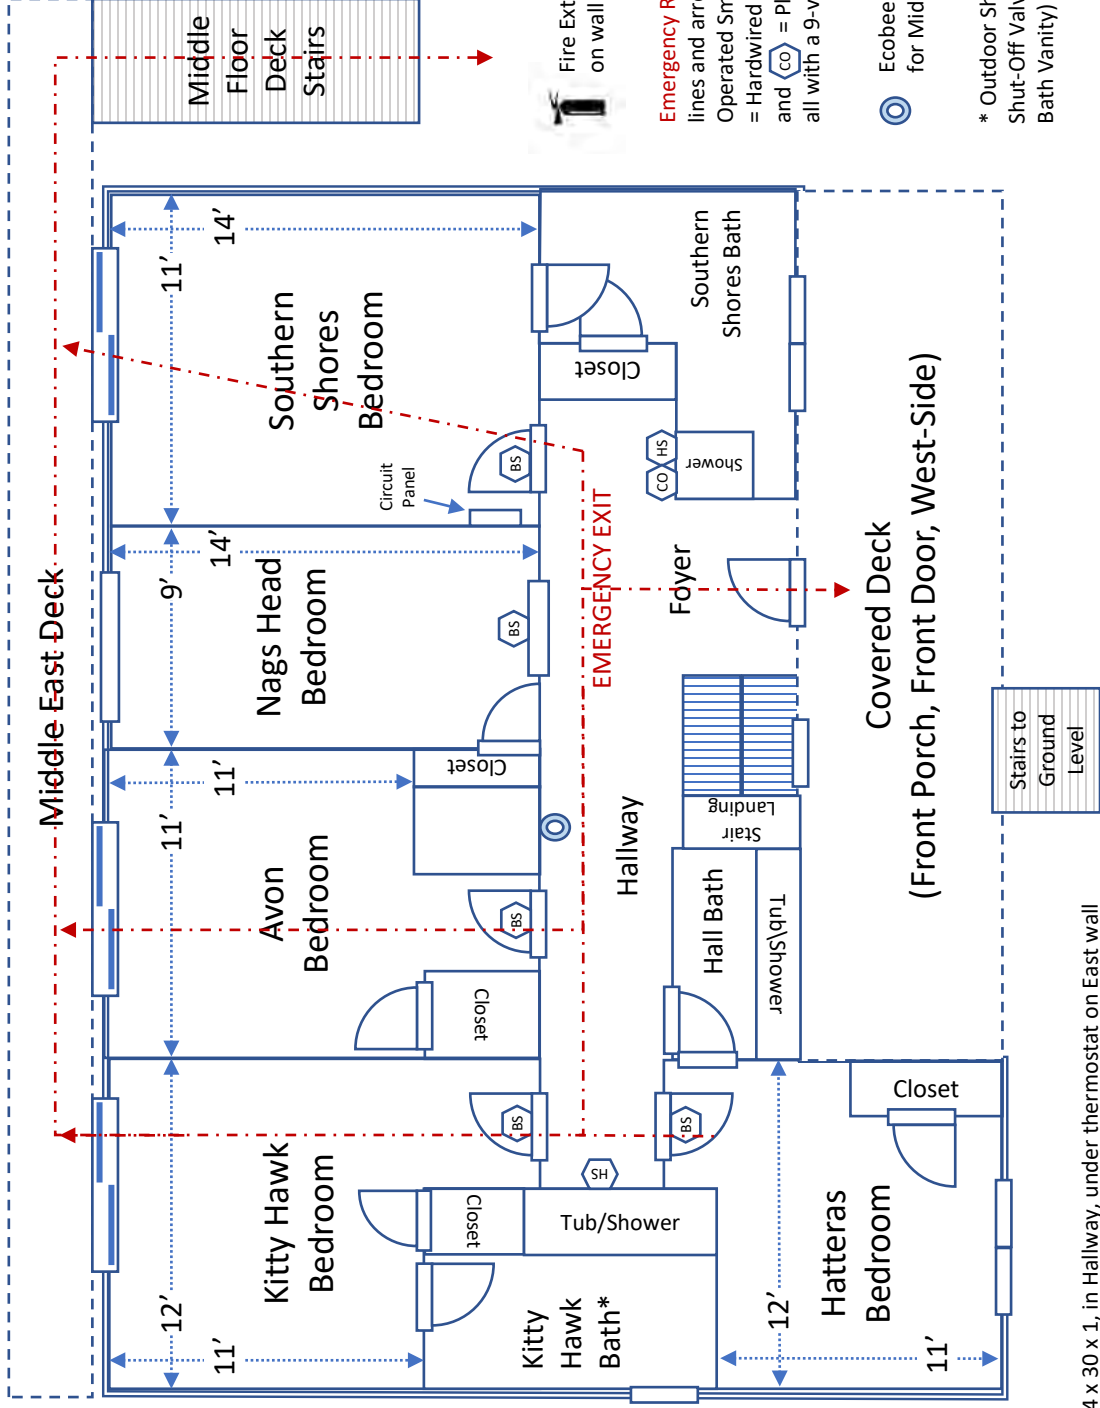 Middle East Deck
Middle
Floor
Deck
Stairs
Fire Ext
on wall
Emergency R
lines and arro
Operated Sm
= Hardwired
and CO = Pl
all with a 9-v
Ecobee
for Mid
* Outdoor Sh
Shut-Off Valv
Bath Vanity)
12’
11’
Kitty Hawk
Bedroom
Closet
BS
Kitty
Hawk
Bath*
Tub/Shower
HS
11’
11’
Avon
Bedroom
Closet
Closet
BS
9’
14’
Nags Head
Bedroom
BS
11’
14’
Southern
Shores
Bedroom
Circuit
Panel
BS
Closet
Southern
Shores Bath
Shower
CO
HS
EMERGENCY EXIT
Foyer
Hallway
Stair
Landing
Hall Bath
Tub\Shower
BS
12’
11’
Hatteras
Bedroom
Closet
Covered Deck
(Front Porch, Front Door, West-Side)
Stairs to
Ground
Level
4 x 30 x 1, in Hallway, under thermostat on East wall